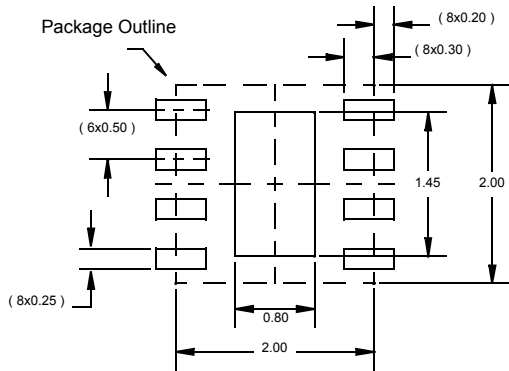 ( 8x0.20 )
Package Outline
( 8x0.30 )
( 6x0.50 )
1.45
2.00
( 8x0.25 )
0.80
2.00